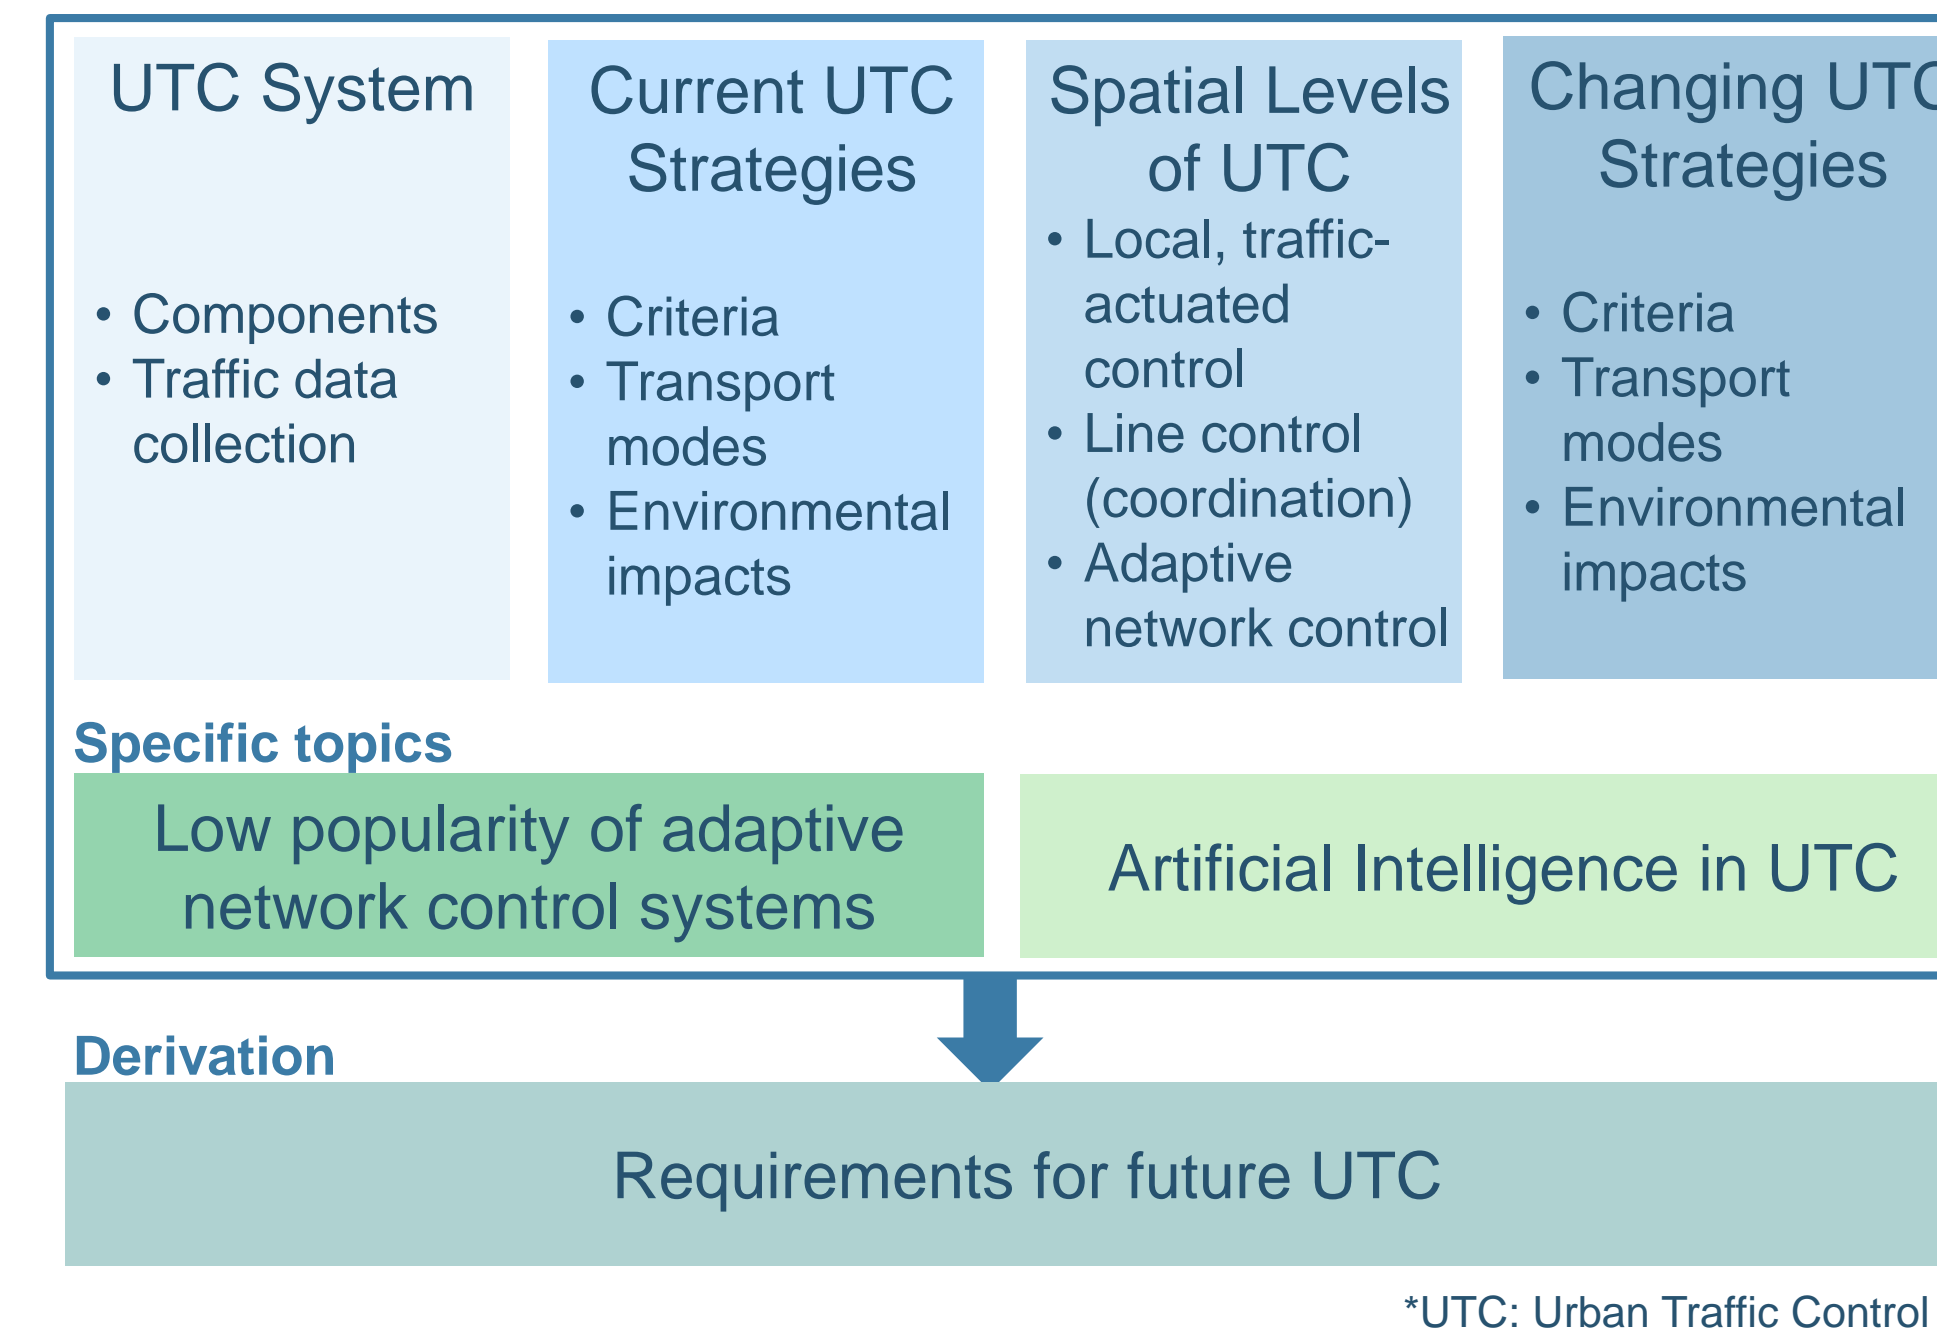 UTC System
• Components
• Traffic data
collection
Current UTC
Strategies
• Criteria
• Transport
modes
• Environmental
impacts
Spatial Levels
of UTC
• Local, traffic-
actuated
control
• Line control
(coordination)
• Adaptive
network control
Changing UTC
Strategies
• Criteria
• Transport
modes
• Environmental
impacts
Specific topics
Low popularity of adaptive
network control systems
Artificial Intelligence in UTC
Derivation
Requirements for future UTC
*UTC: Urban Traffic Control